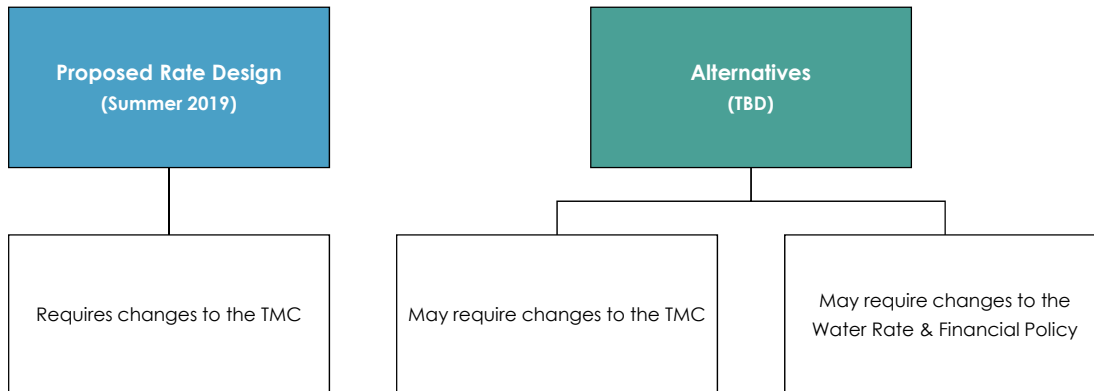 Proposed Rate Design
(Summer 2019)
Alternatives
(TBD)
Requires changes to the TMC
May require changes to the TMC
May require changes to the
Water Rate & Financial Policy